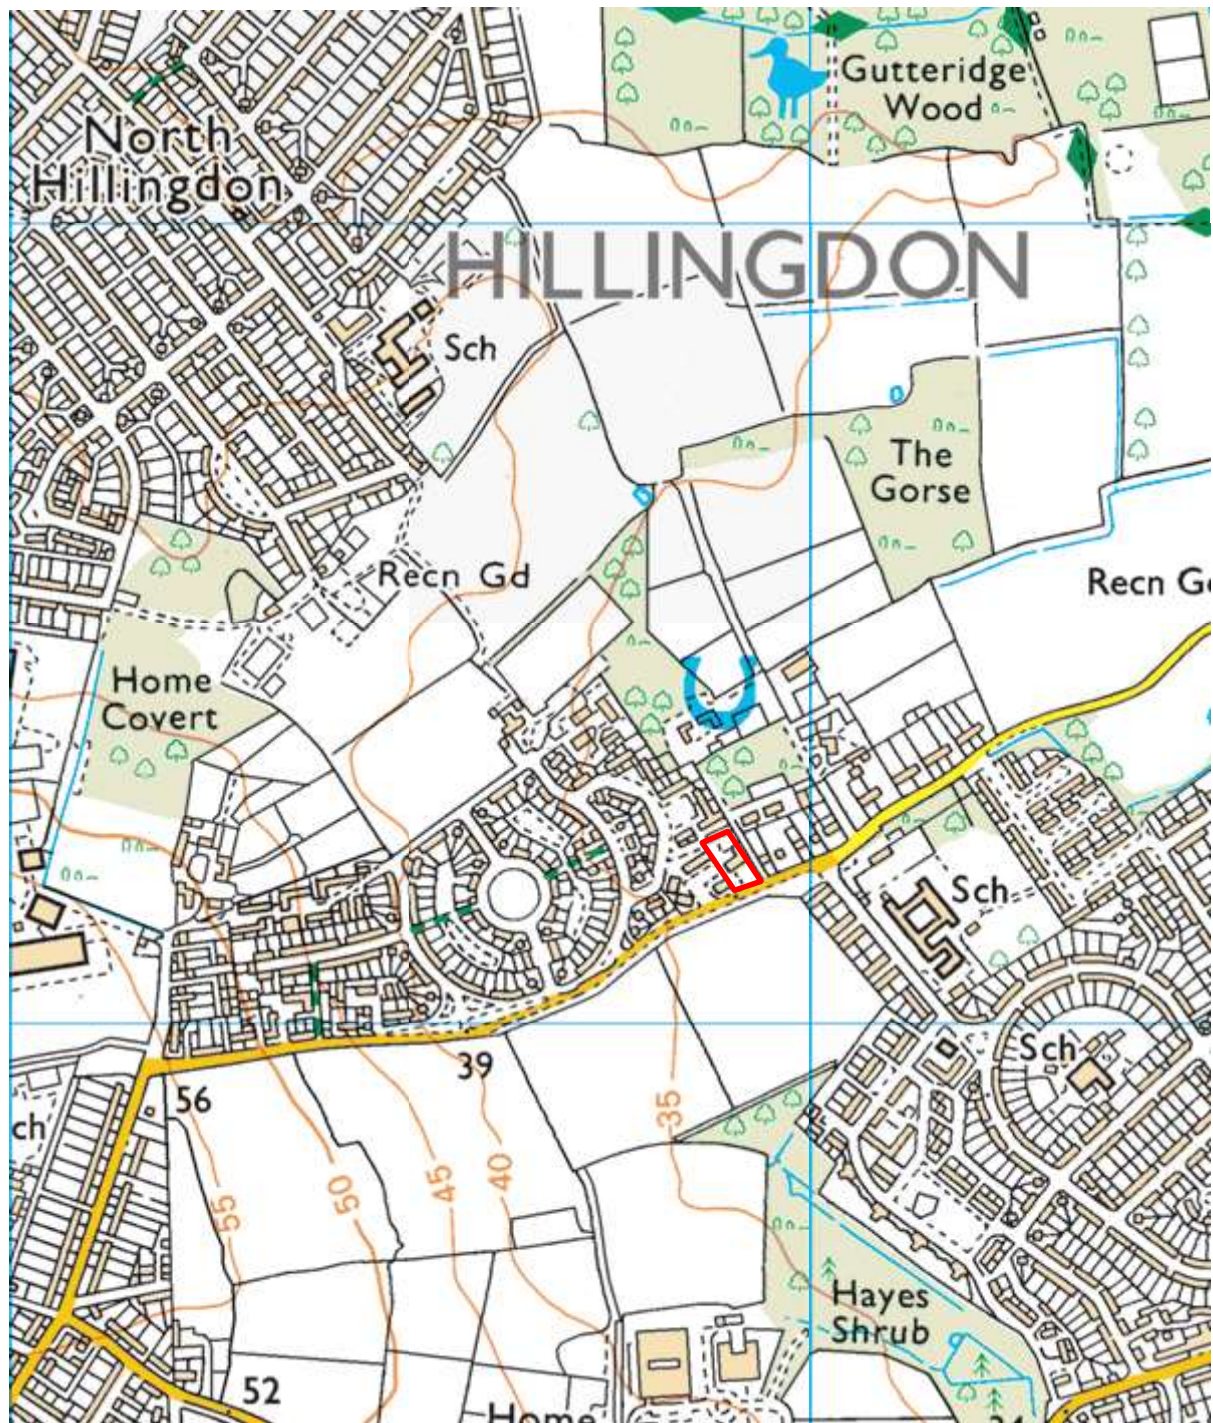 Gutteridge
Wood
North
Hillingdon
HILLINGDON
Sch
The
Gorse
Recn Gd
Recn Gd
Home
Covert
Sch
Sch
39
56
ch
35
55
50
45
40
Hayes
Shrub
52
Home